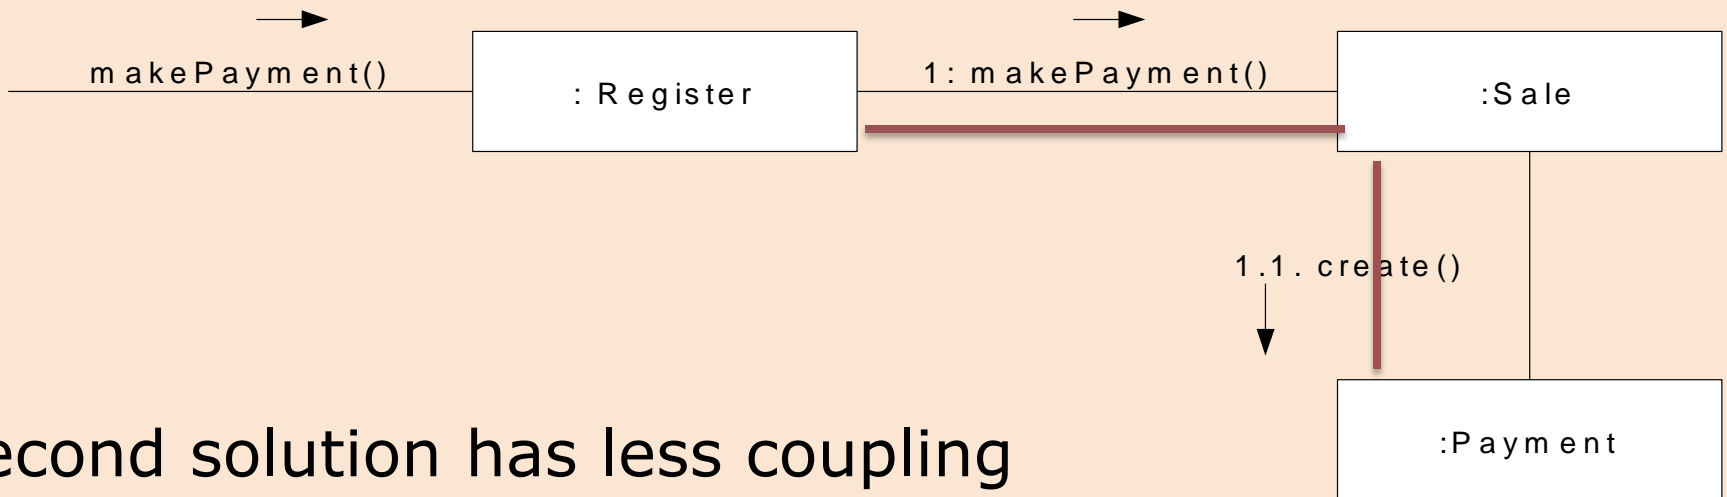 makePayment()
: Register
1: makePayment()
:Sale
1.1. create()
:Payment
econd solution has less coupling